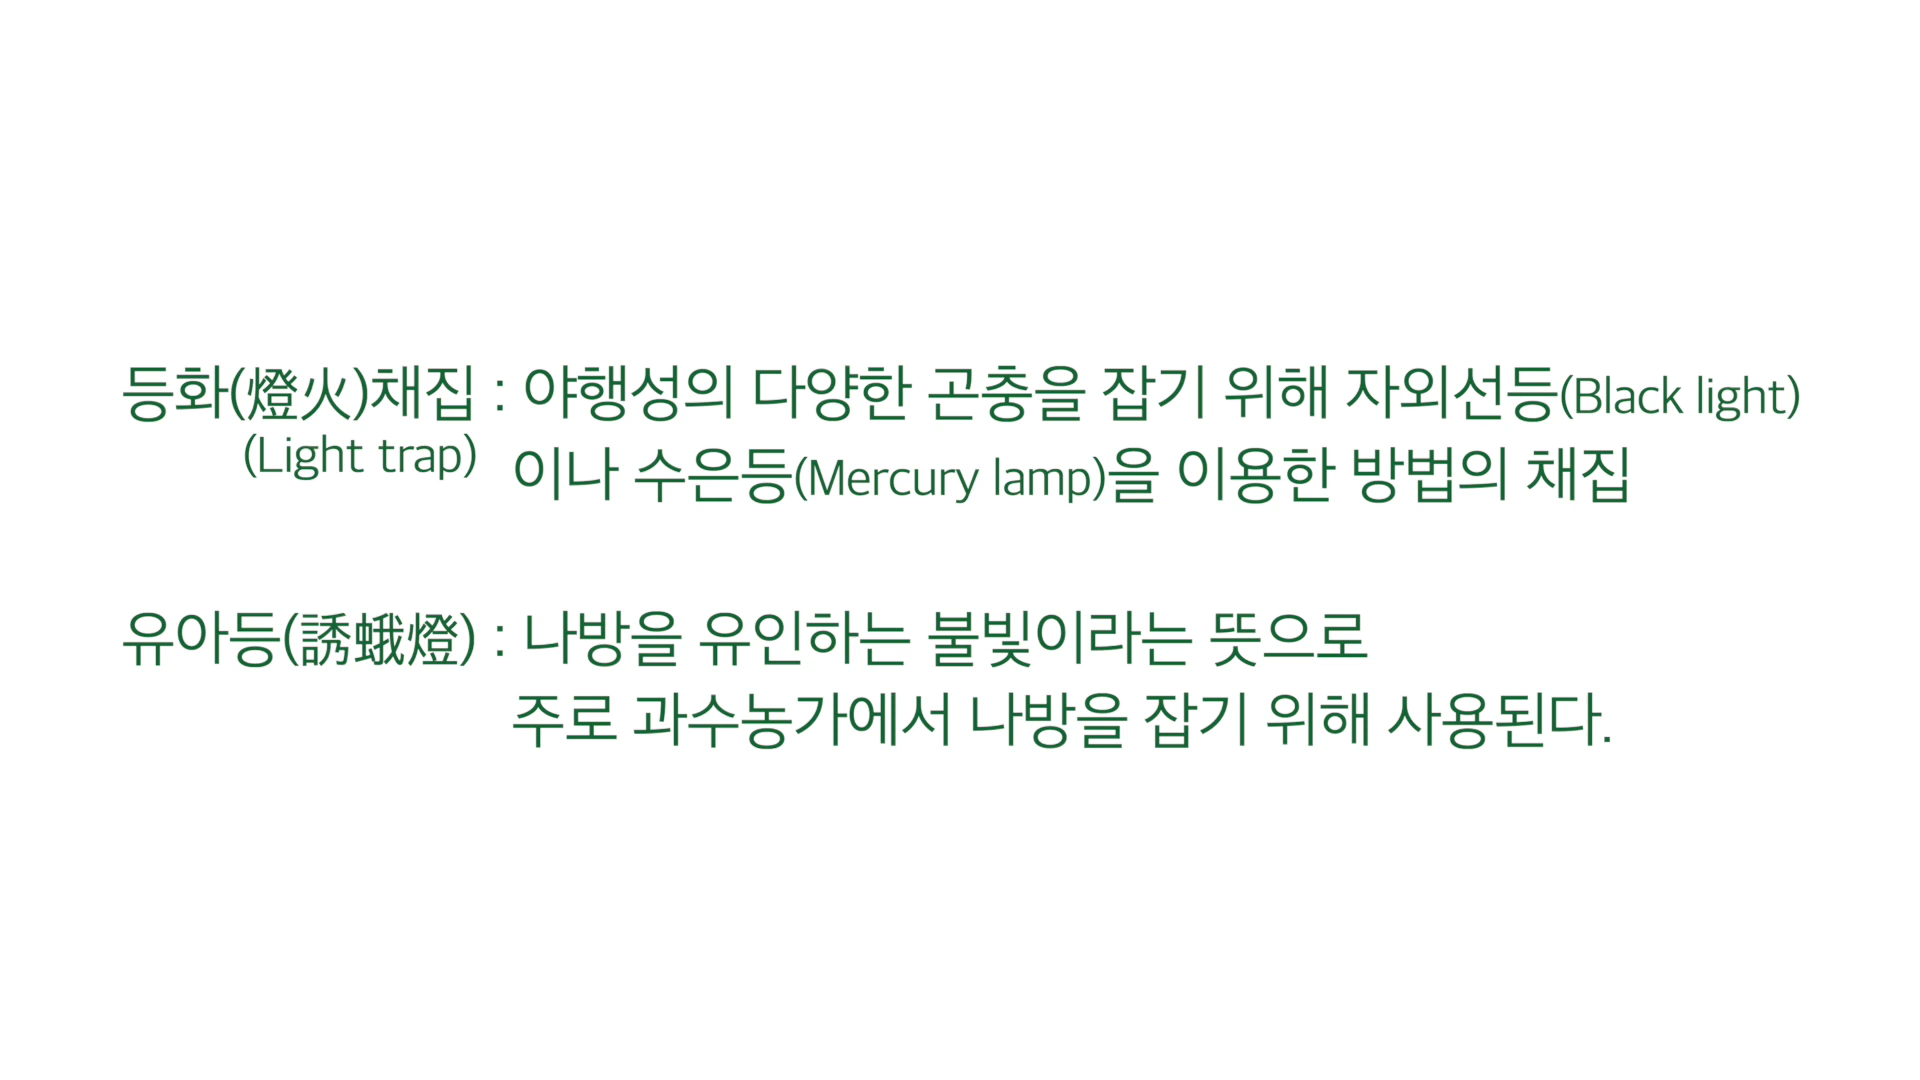 등화(燈火)채집 : 야행성의 다양한 곤충을 잡기 위해 자외선등(Black light)
(Light trap) 이나 수은등(Mercury lamp)을 이용한 방법의 채집
유아등(誘蛾燈) : 나방을 유인하는 불빛이라는 뜻으로
주로 과수농가에서 나방을 잡기 위해 사용된다.